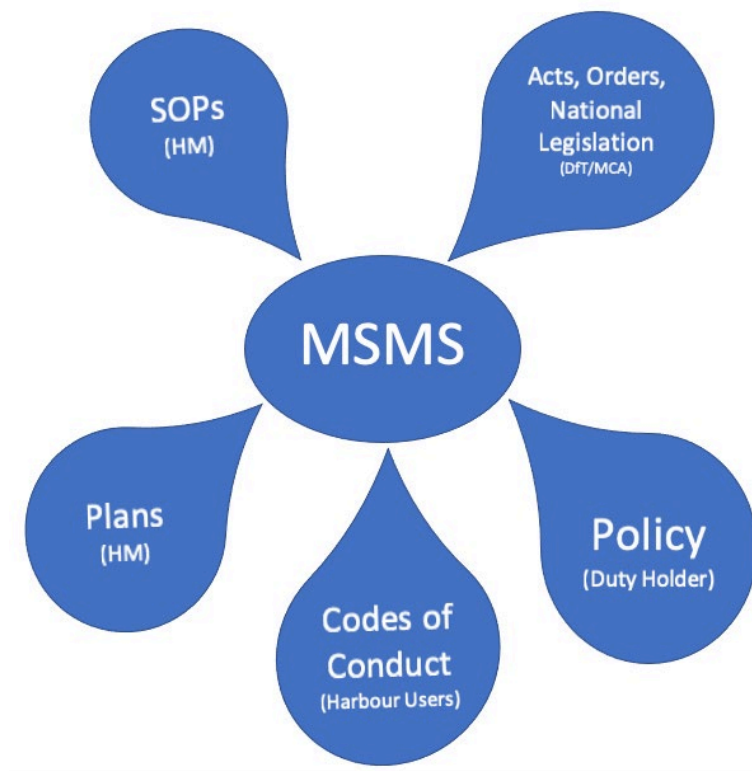 SOPs
(HM)
Acts, Orders,
National
Legislation
(DfT/MCA)
MSMS
Plans
(HM)
Codes of
Conduct
(Harbour Users)
Policy
(Duty Holder)